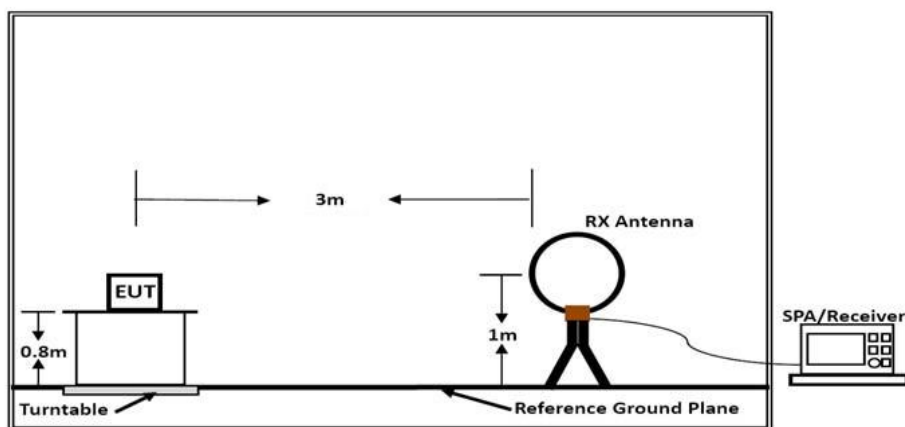 3m
RX Antenna
EUT
SPA/Receiver
0.8m
1m
Turntable
Reference Ground Plane